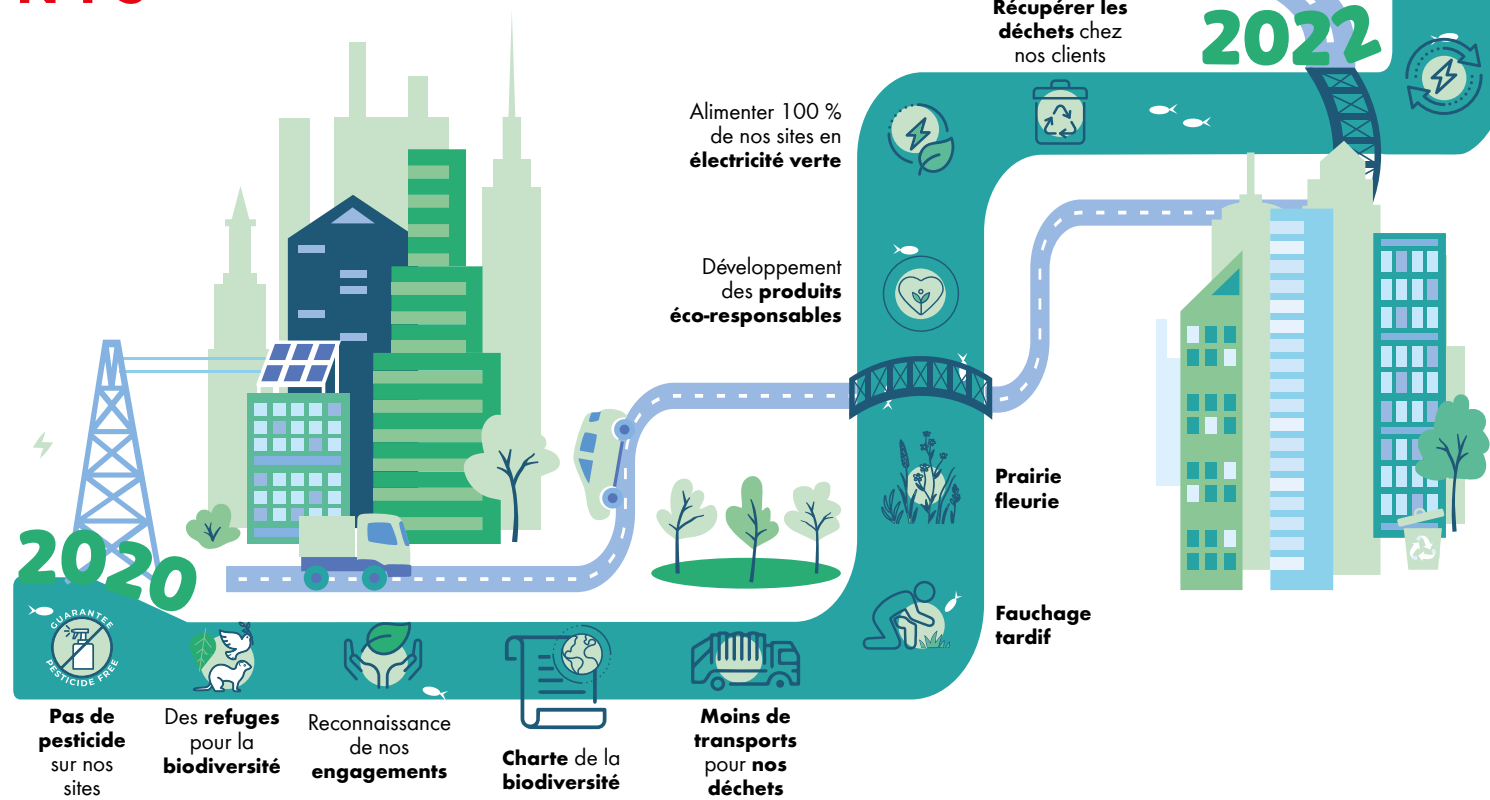 Récupérer les
déchets chez
nos clients
2022
Alimenter 100 %
de nos sites en
électricité verte
Développement
des produits
éco-responsables
Prairie
fleurie
Fauchage
tardif
2020
GUARANTEE
PESTICIDE FREE
Pas de
pesticide
sur nos
sites
Des refuges
pour la
biodiversité
Reconnaissance
de nos
engagements
Charte de la
biodiversité
Moins de
transports
pour nos
déchets